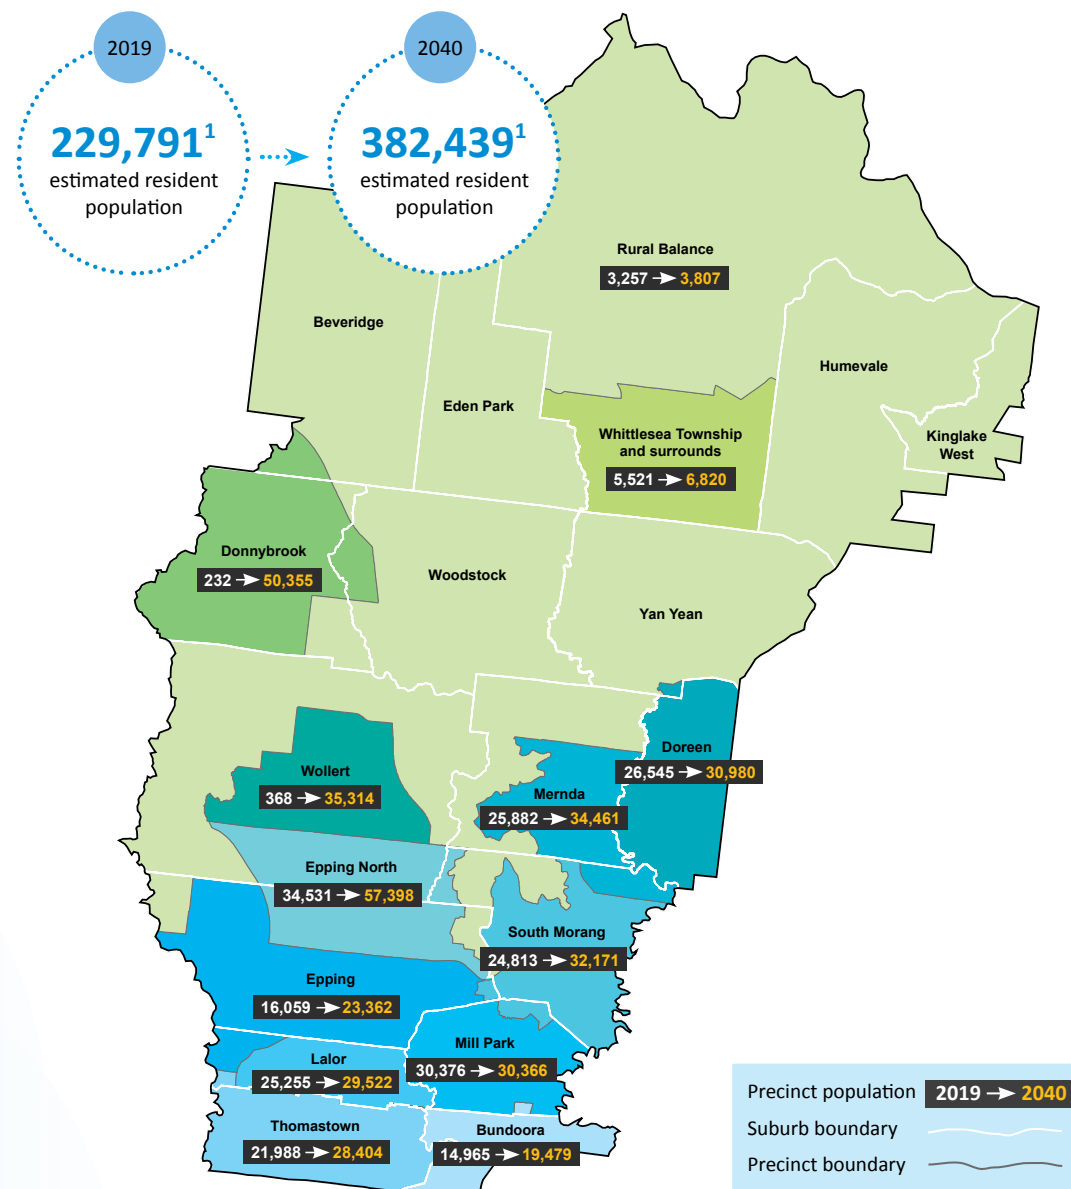 2019
229,791¹
estimated resident
population
2040
382,439¹
estimated resident
population
Rural Balance
3,257 → 3,807
Beveridge
Humevale
Eden Park
Whittlesea Township
and surrounds
5,521 → 6,820
Kinglake
West
Donnybrook
232 → 50,355
Woodstock
Yan Yean
Doreen
26,545 → 30,980
Wollert
368 → 35,314
Mernda
25,882 → 34,461
Epping North
34,531 → 57,398
South Morang
24,813 → 32,171
Epping
16,059 → 23,362
Mill Park
30,376 → 30,366
Lalor
25,255 → 29,522
Thomastown
21,988 → 28,404
Bundoora
14,965 → 19,479
Precinct population 2019 → 2040
Suburb boundary
Precinct boundary